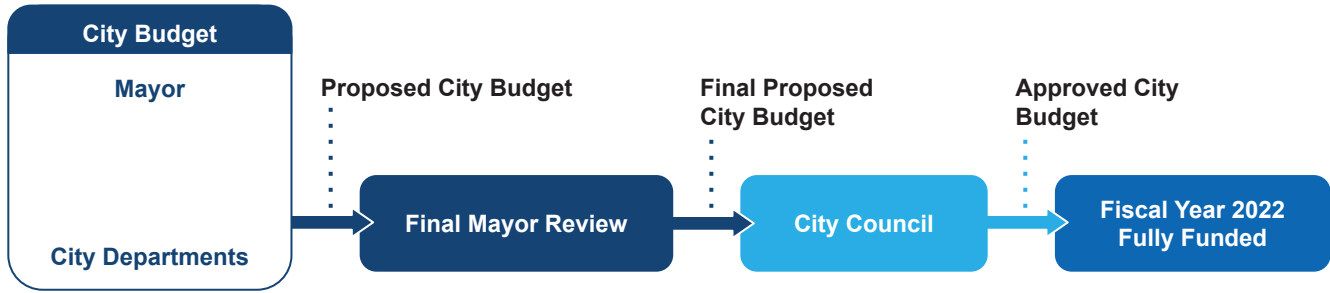 City Budget
Mayor
City Departments
Proposed City Budget
Final Mayor Review
Final Proposed
City Budget
City Council
Approved City
Budget
Fiscal Year 2022
Fully Funded